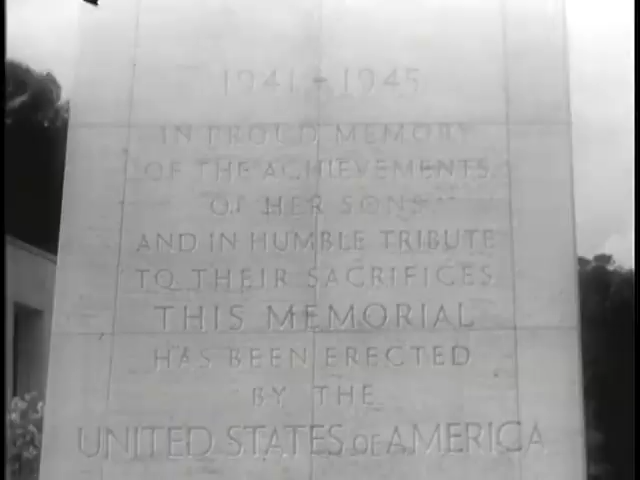 1941 - 1945
IN PROUD MEMORY
OF THE ACHIEVEMENTS
OF HER SONS
AND IN HUMBLE TRIBUTE
TO THEIR SACRIFICES
THIS MEMORIAL
HAS BEEN ERECTED
BY THE
UNITED STATES OF AMERICA